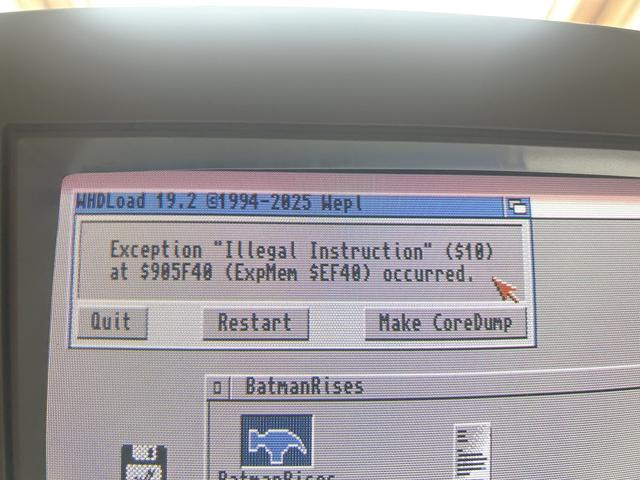 WHDLoad 19.2 ©1994-2025 Wepl
Exception "Illegal Instruction" ($10)
at $905F40 (ExpMem $EF40) occurred.
Quit
Restart
Make CoreDump
BatmanRises
BatmanRises